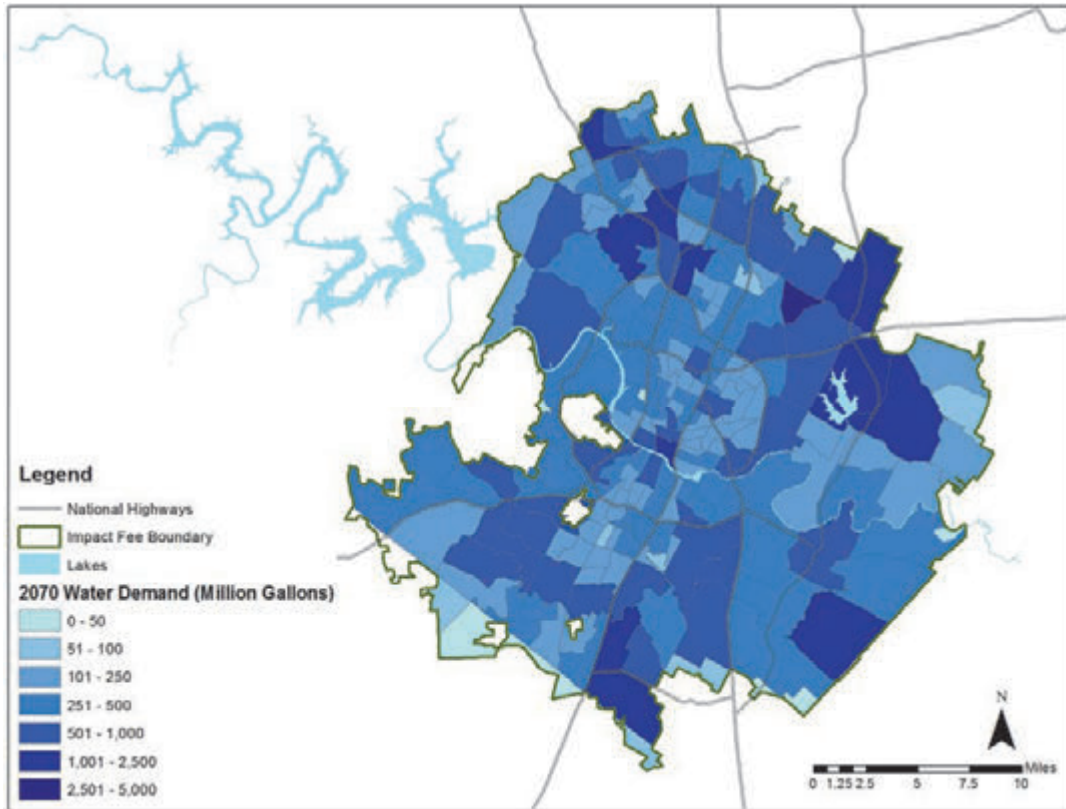 Legend
National Highways
Impact Fee Boundary
Lakes
2070 Water Demand (Million Gallons)
0 - 50
51 - 100
101 - 250
251 - 500
501 - 1,000
1,001 - 2,500
2,501 - 5,000
N
Miles
0 1.25 2.5 5 7.5 10